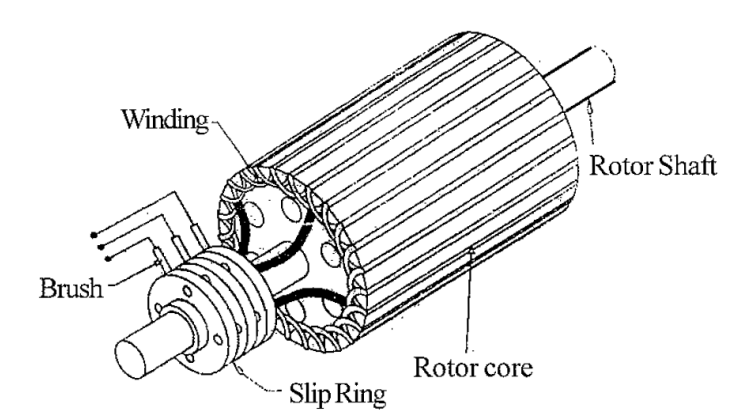 Winding
Rotor Shaft
Brush
Rotor core
Slip Ring